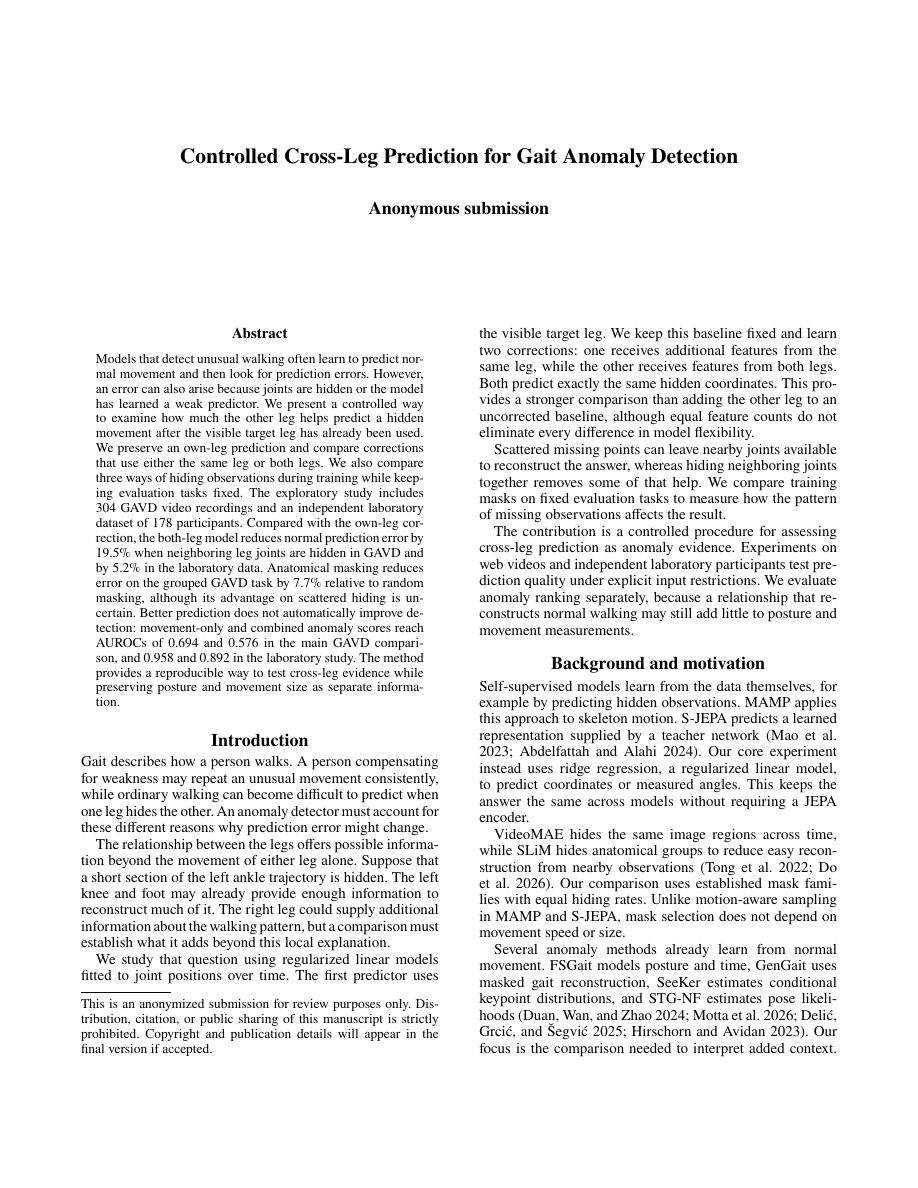 Controlled Cross-Leg Prediction for Gait Anomaly Detection
Anonymous submission
Abstract
Models that detect unusual walking often learn to predict nor-
mal movement and then look for prediction errors. However,
an error can also arise because joints are hidden or the model
has learned a weak predictor. We present a controlled way
to examine how much the other leg helps predict a hidden
movement after the visible target leg has already been used.
We preserve an own-leg prediction and compare corrections
that use either the same leg or both legs. We also compare
three ways of hiding observations during training while keep-
ing evaluation tasks fixed. The exploratory study includes
304 GAVD video recordings and an independent laboratory
dataset of 178 participants. Compared with the own-leg cor-
rection, the both-leg model reduces normal prediction error by
19.5% when neighboring leg joints are hidden in GAVD and
by 5.2% in the laboratory data. Anatomical masking reduces
error on the grouped GAVD task by 7.7% relative to random
masking, although its advantage on scattered hiding is un-
certain. Better prediction does not automatically improve de-
tection: movement-only and combined anomaly scores reach
AUROCs of 0.694 and 0.576 in the main GAVD compari-
son, and 0.958 and 0.892 in the laboratory study. The method
provides a reproducible way to test cross-leg evidence while
preserving posture and movement size as separate informa-
tion.
Introduction
Gait describes how a person walks. A person compensating
for weakness may repeat an unusual movement consistently,
while ordinary walking can become difficult to predict when
one leg hides the other. An anomaly detector must account for
these different reasons why prediction error might change.
The relationship between the legs offers possible informa-
tion beyond the movement of either leg alone. Suppose that
a short section of the left ankle trajectory is hidden. The left
knee and foot may already provide enough information to
reconstruct much of it. The right leg could supply additional
information about the walking pattern, but a comparison must
establish what it adds beyond this local explanation.
We study that question using regularized linear models
fitted to joint positions over time. The first predictor uses
This is an anonymized submission for review purposes only. Dis-
tribution, citation, or public sharing of this manuscript is strictly
prohibited. Copyright and publication details will appear in the
final version if accepted.
the visible target leg. We keep this baseline fixed and learn
two corrections: one receives additional features from the
same leg, while the other receives features from both legs.
Both predict exactly the same hidden coordinates. This pro-
vides a stronger comparison than adding the other leg to an
uncorrected baseline, although equal feature counts do not
eliminate every difference in model flexibility.
Scattered missing points can leave nearby joints available
to reconstruct the answer, whereas hiding neighboring joints
together removes some of that help. We compare training
masks on fixed evaluation tasks to measure how the pattern
of missing observations affects the result.
The contribution is a controlled procedure for assessing
cross-leg prediction as anomaly evidence. Experiments on
web videos and independent laboratory participants test pre-
diction quality under explicit input restrictions. We evaluate
anomaly ranking separately, because a relationship that re-
constructs normal walking may still add little to posture and
movement measurements.
Background and motivation
Self-supervised models learn from the data themselves, for
example by predicting hidden observations. MAMP applies
this approach to skeleton motion. S-JEPA predicts a learned
representation supplied by a teacher network (Mao et al.
2023; Abdelfattah and Alahi 2024). Our core experiment
instead uses ridge regression, a regularized linear model,
to predict coordinates or measured angles. This keeps the
answer the same across models without requiring a JEPA
encoder.
VideoMAE hides the same image regions across time,
while SLiM hides anatomical groups to reduce easy recon-
struction from nearby observations (Tong et al. 2022; Do
et al. 2026). Our comparison uses established mask fami-
lies with equal hiding rates. Unlike motion-aware sampling
in MAMP and S-JEPA, mask selection does not depend on
movement speed or size.
Several anomaly methods already learn from normal
movement. FSGait models posture and time, GenGait uses
masked gait reconstruction, SeeKer estimates conditional
keypoint distributions, and STG-NF estimates pose likeli-
hoods (Duan, Wan, and Zhao 2024; Motta et al. 2026; Delić,
Grcić, and Šegvić 2025; Hirschorn and Avidan 2023). Our
focus is the comparison needed to interpret added context.